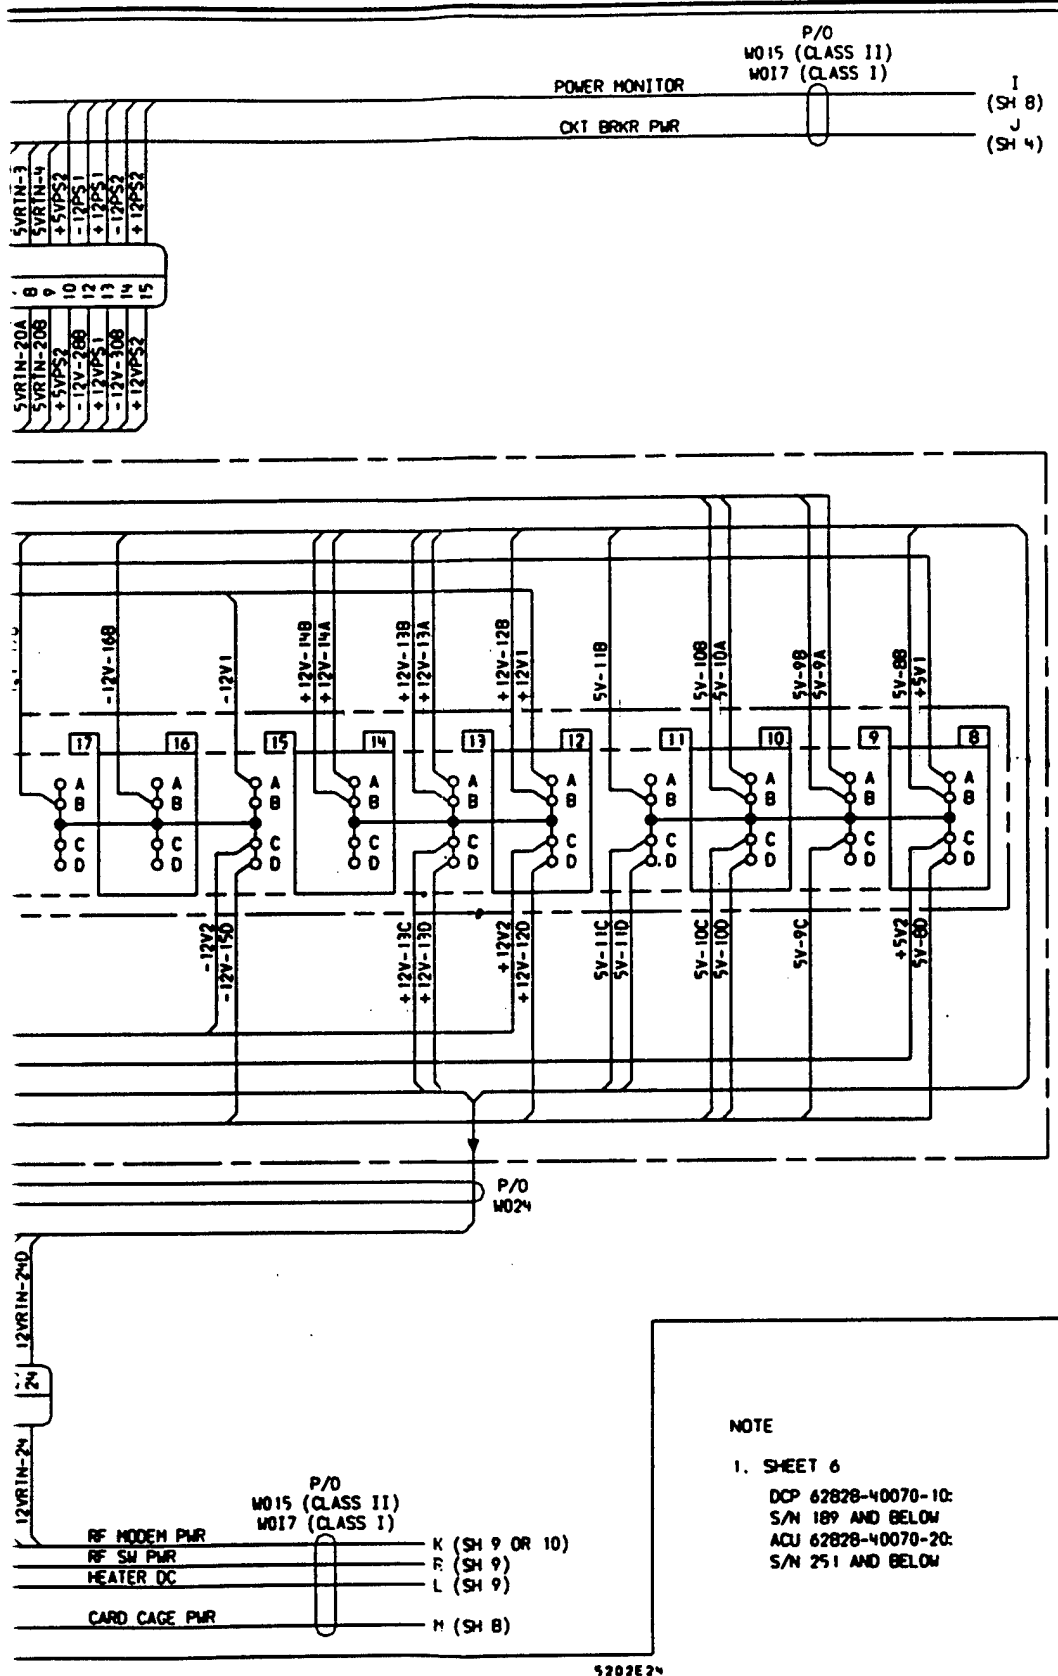 P/O
W015 (CLASS II)
W017 (CLASS I)
POWER MONITOR
I
(SH 8)
CKT BRKR PWR
J
(SH 4)
5VRTN-3
5VRTN-4
+5VPS2
-12PS1
+12PS1
-12PS2
+12PS2
8
9
10
12
13
14
15
5VRTN-20A
5VRTN-20B
+5VPS2
-12V-28B
+12VPS1
-12V-30B
+12VPS2
-12V-16B
-12V1
+12V-14B
+12V-14A
+12V-13B
+12V-13A
+12V-12B
+12V1
5V-11B
5V-10B
5V-10A
5V-9B
5V-9A
5V-8B
+5V1
17 16 15 14 13 12 11 10 9 8
A A A A A A A A A A
B B B B B B B B B B
C C C C C C C C C C
D D D D D D D D D D
-12V2
-12V-15D
+12V-13C
+12V-13D
+12V2
+12V-12D
5V-11C
5V-11D
5V-10C
5V-10D
5V-9C
+5V2
5V-8D
P/O
W024
12VRTN-24D
24
12VRTN-24
P/O
W015 (CLASS II)
W017 (CLASS I)
RF MODEM PWR
K (SH 9 OR 10)
RF SW PWR
(SH 9)
HEATER DC
L (SH 9)
CARD CAGE PWR
M (SH 8)
NOTE
1. SHEET 6
DCP 62828-40070-10:
S/N 189 AND BELOW
ACU 62828-40070-20:
S/N 251 AND BELOW
5202E24